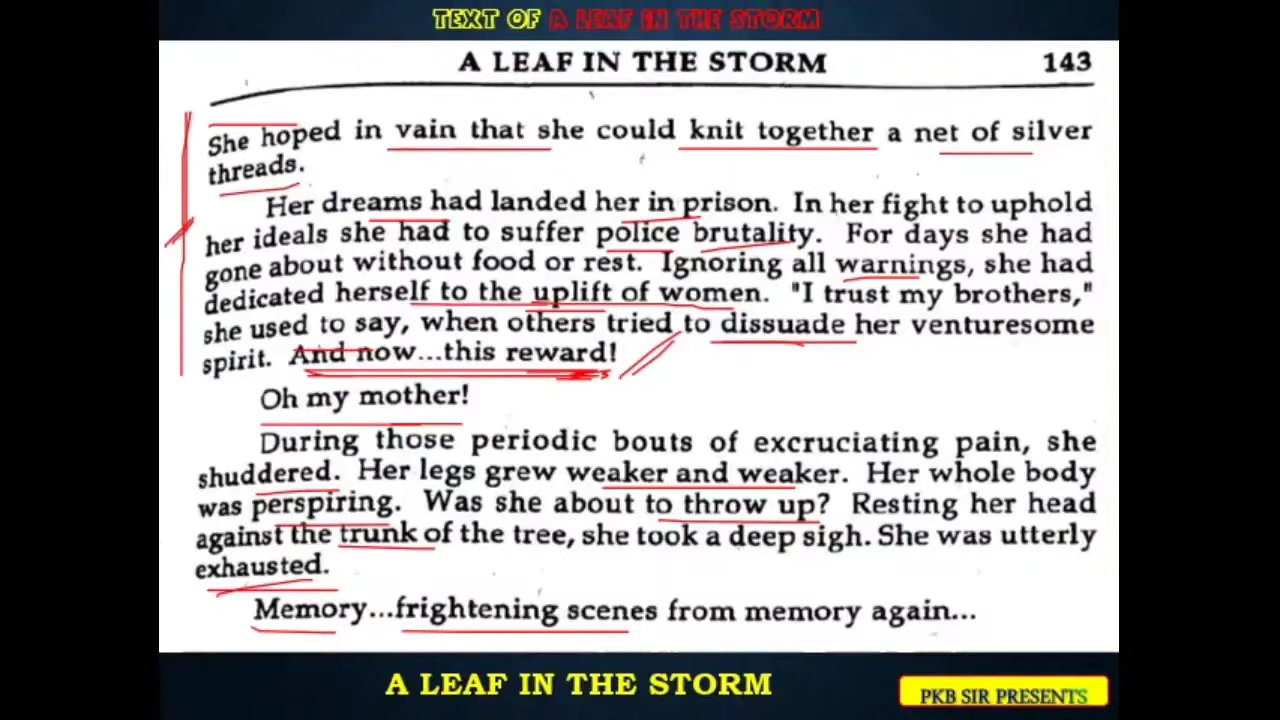 TEXT OF A LEAF IN THE STORM
A LEAF IN THE STORM 143
She hoped in vain that she could knit together a net of silver
threads.
Her dreams had landed her in prison. In her fight to uphold
her ideals she had to suffer police brutality. For days she had
gone about without food or rest. Ignoring all warnings, she had
dedicated herself to the uplift of women. "I trust my brothers,"
she used to say, when others tried to dissuade her venturesome
spirit. And now...this reward!
Oh my mother!
During those periodic bouts of excruciating pain, she
shuddered. Her legs grew weaker and weaker. Her whole body
was perspiring. Was she about to throw up? Resting her head
against the trunk of the tree, she took a deep sigh. She was utterly
exhausted.
Memory...frightening scenes from memory again...
A LEAF IN THE STORM
PKB SIR PRESENTS